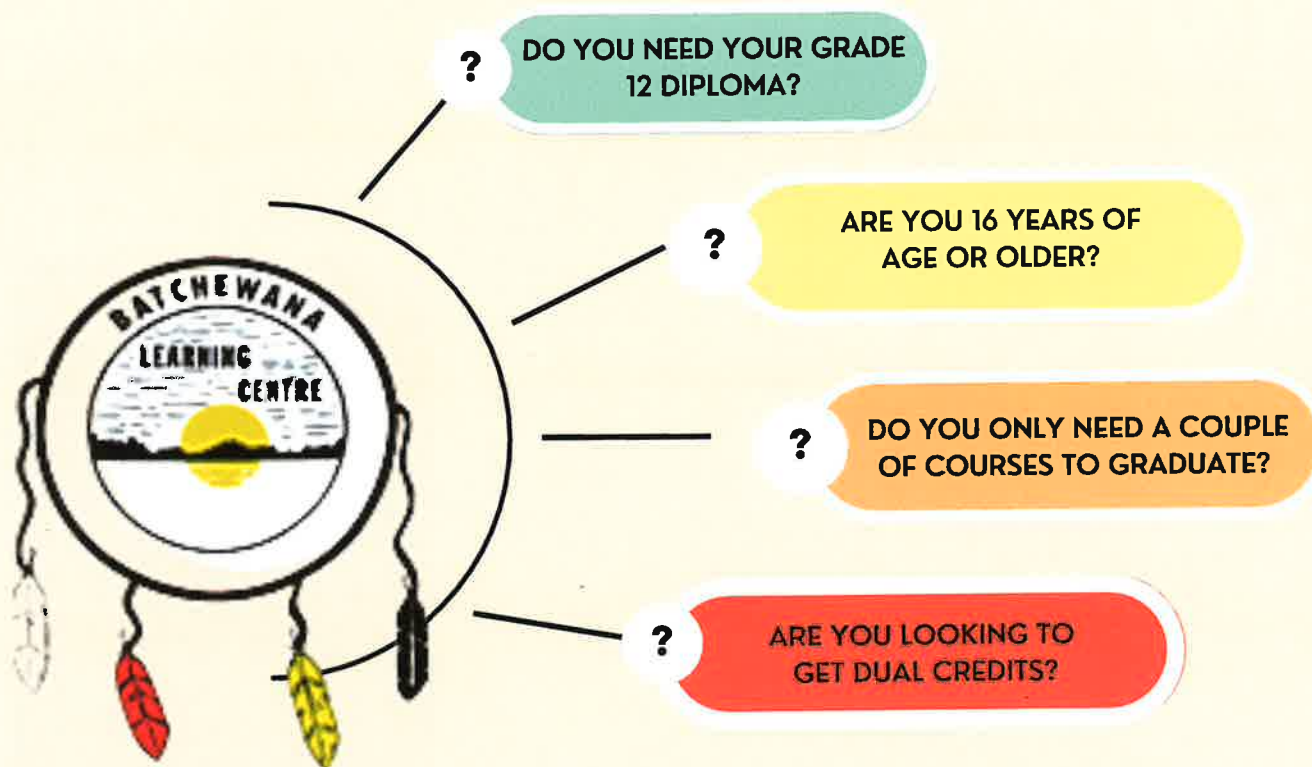 ?
DO YOU NEED YOUR GRADE
12 DIPLOMA?
?
ARE YOU 16 YEARS OF
AGE OR OLDER?
BATCHEWANA
LEARNING
CENTRE
?
DO YOU ONLY NEED A COUPLE
OF COURSES TO GRADUATE?
?
ARE YOU LOOKING TO
GET DUAL CREDITS?